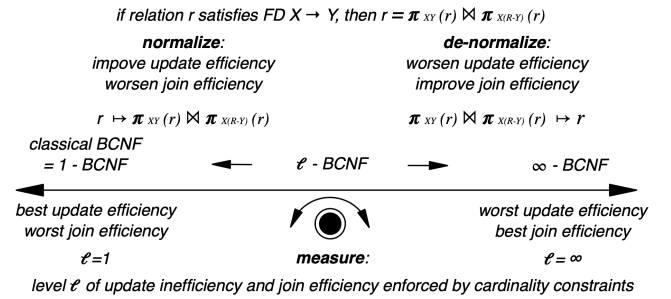 if relation r satisfies FD X → Y, then r = π XY (r) ⋈ π X(R-Y) (r)
normalize: de-normalize:
impove update efficiency worsen update efficiency
worsen join efficiency improve join efficiency
r ↦ π XY (r) ⋈ π X(R-Y) (r) π XY (r) ⋈ π X(R-Y) (r) ↦ r
classical BCNF
= 1 - BCNF ← ℓ - BCNF → ∞ - BCNF
best update efficiency worst update efficiency
worst join efficiency best join efficiency
ℓ=1 measure: ℓ = ∞
level ℓ of update inefficiency and join efficiency enforced by cardinality constraints